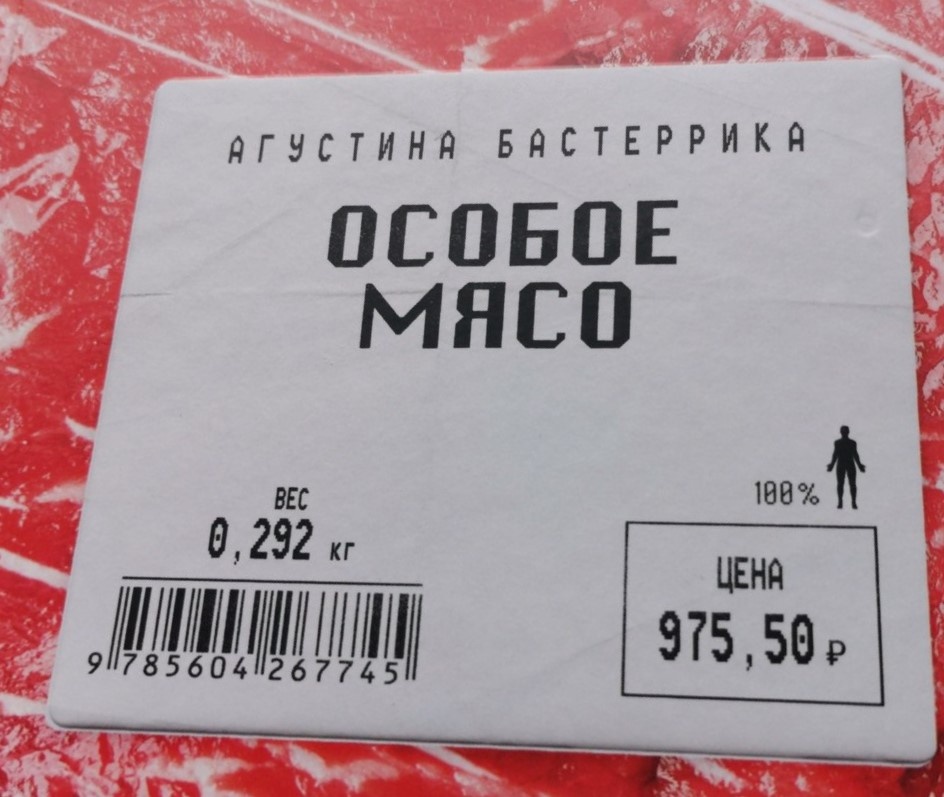 АГУСТИНА БАСТЕРРИКА
ОСОБОЕ
МЯСО
100%
ВЕС
0,292 кг
ЦЕНА
975,50 ₽
9 785604 267745